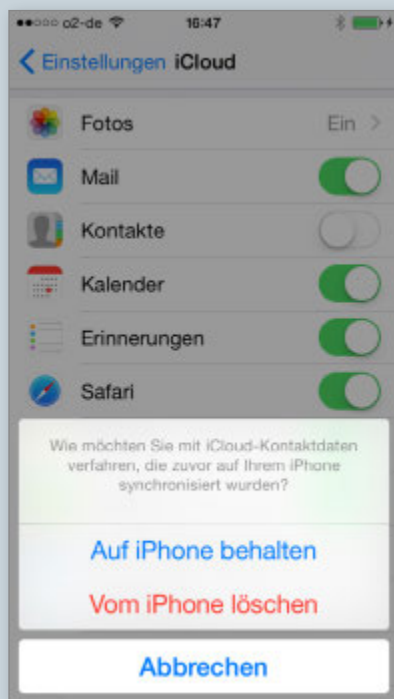 o2-de 16:47
Einstellungen iCloud
Fotos Ein
Mail
Kontakte
Kalender
Erinnerungen
Safari
Wie möchten Sie mit iCloud-Kontaktdaten
verfahren, die zuvor auf Ihrem iPhone
synchronisiert wurden?
Auf iPhone behalten
Vom iPhone löschen
Abbrechen